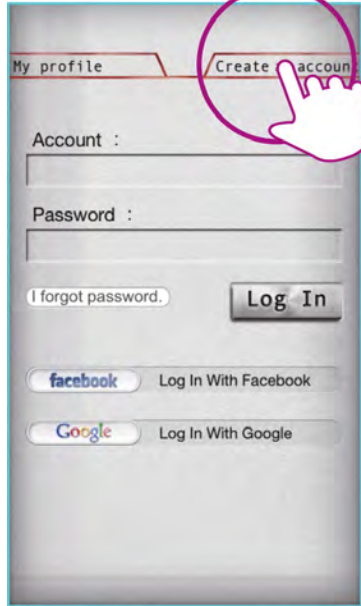 My profile
Create accoun
Account :
Password :
I forgot password.
Log In
facebook
Log In With Facebook
Google
Log In With Google